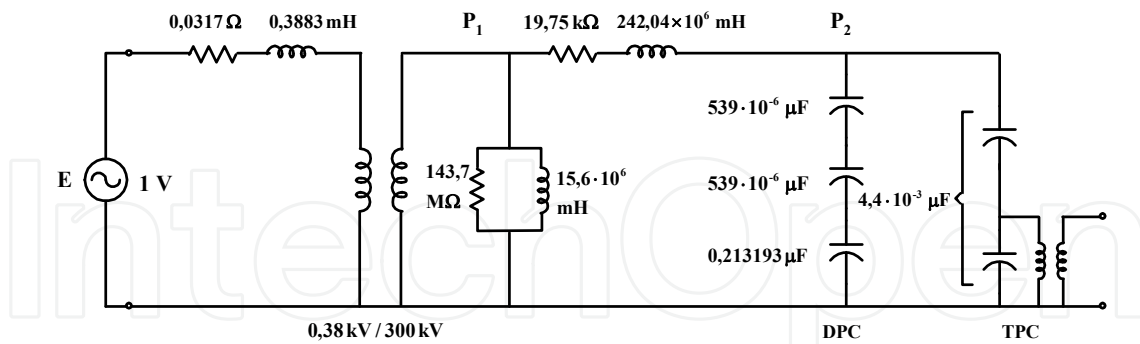 0,0317 Ω 0,3883 mH P₁ 19,75 kΩ 242,04×10⁶ mH P₂
539·10⁻⁶ μF
E 1 V 143,7 MΩ 15,6·10⁶ mH 539·10⁻⁶ μF 4,4·10⁻³ μF
0,213193 μF
0,38 kV / 300 kV DPC TPC
IntechOpen